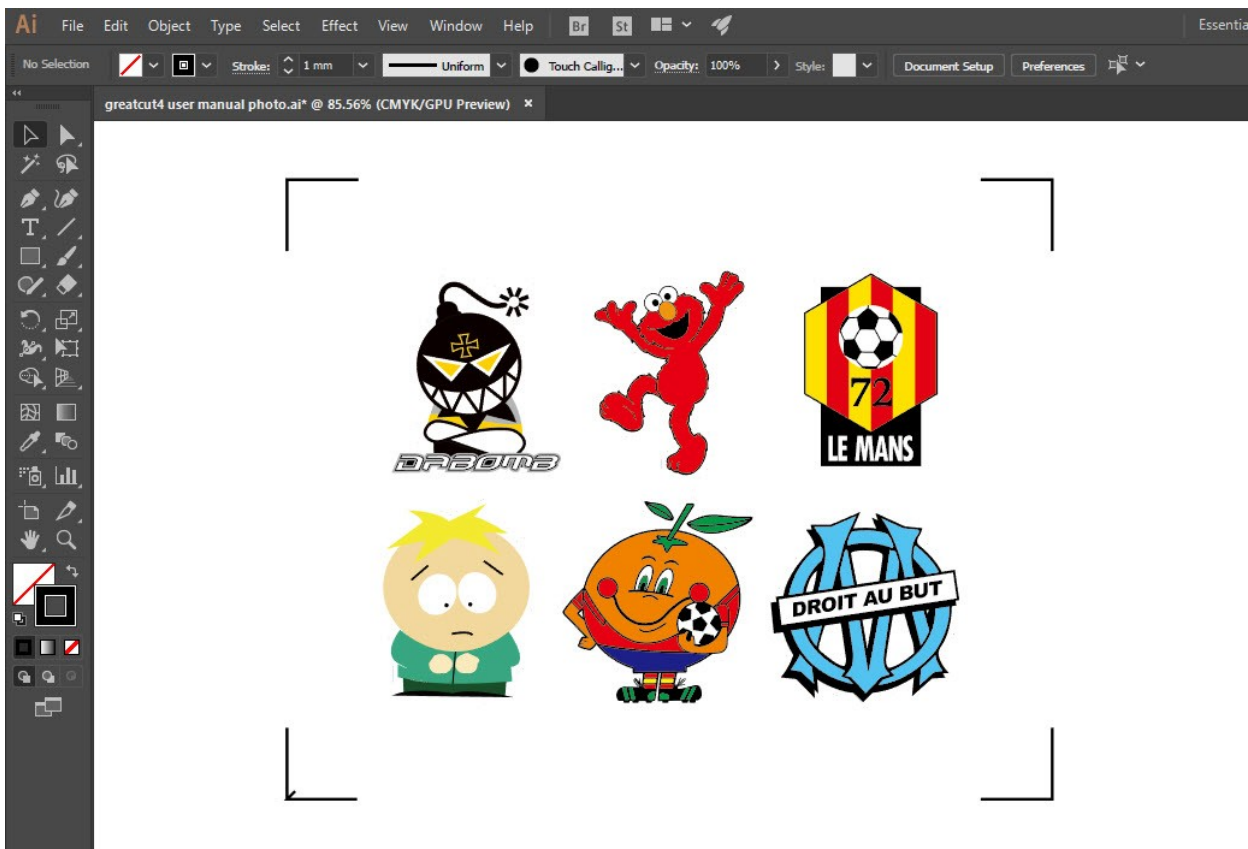 Ai File Edit Object Type Select Effect View Window Help Br St Essentia
No Selection Stroke: 1 mm Uniform Touch Callig... Opacity: 100% Style: Document Setup Preferences
greatcut4 user manual photo.ai* @ 85.56% (CMYK/GPU Preview) ×
72
LE MANS
DABOMB
DROIT AU BUT